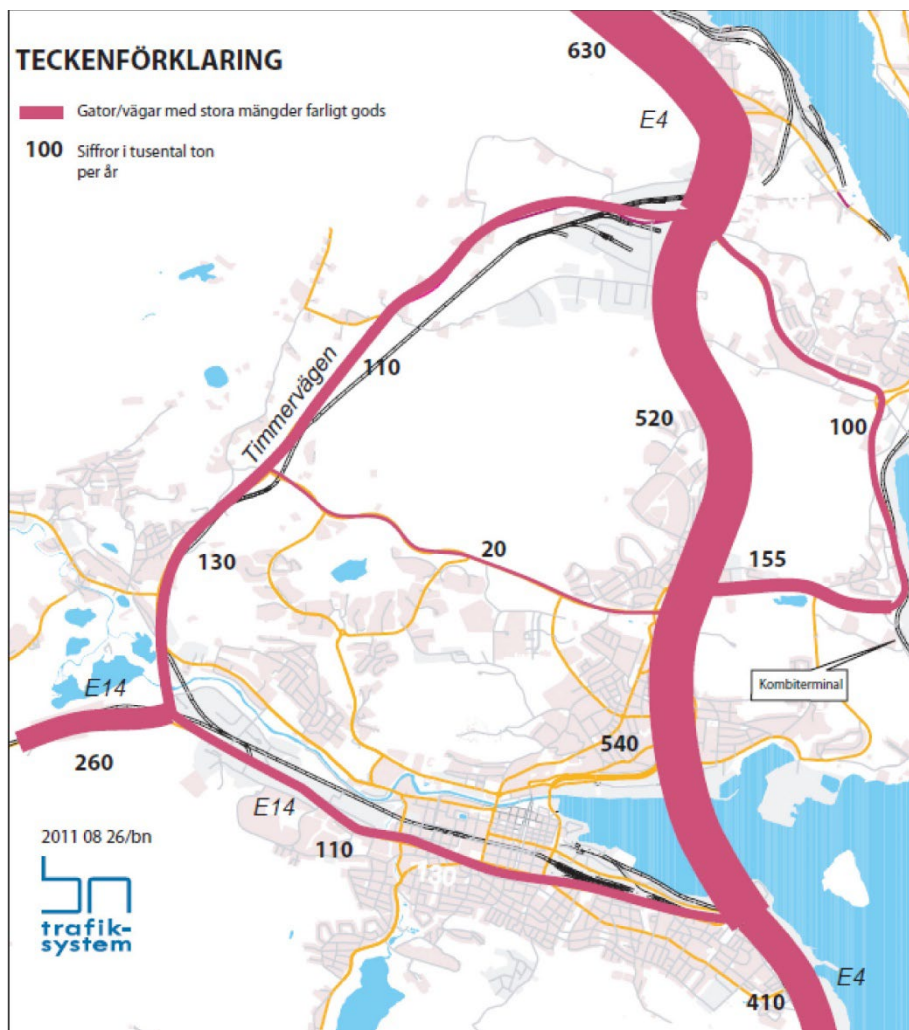 630
TECKENFÖRKLARING
Gator/vägar med stora mängder farligt gods
E4
100 Siffror i tusental ton
per år
110
Timmervägen
520
100
20
155
130
Kombiterminal
E14
540
260
E14
2011 08 26/bn
110
130
bn
trafik-
system
E4
410